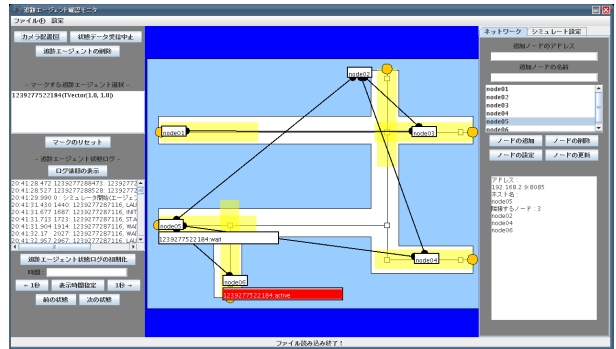 追跡エージェント確認モニタ
ファイル(F) 設定
カメラ配置図 状態データ受信中止
追跡エージェントの削除
- マークする追跡エージェント選択 -
1239277522184(TVector(1.0, 1.0))
マークのリセット
- 追跡エージェント状態ログ -
ログ値順の表示
20:41:28.472 1239277288473: 1239277
20:41:28.527 1239277288528: 1239277
20:41:29.990 0: シミュレータ開始(エージェン
20:41:31.430 1440: 1239277287116, LAU
20:41:31.677 1687: 1239277287116, INIT
20:41:31.713 1723: 1239277287116, STA
20:41:31.904 1914: 1239277287116, WAI
20:41:32.17 2027: 1239277287116, WAI
20:41:32.957 2967: 1239277287116, LAU
追跡エージェント状態ログの初期化
時間:
← 1秒 表示時間指定 1秒 →
前の状態 次の状態
node02
node01
node03
node05
1239277522184:wait
node04
node06
1239277522184:active
ネットワーク シミュレート設定
追加ノードのアドレス
追加ノードの名前
node01
node02
node03
node04
node05
node06
ノードの追加 ノードの削除
ノードの設定 ノードの更新
アドレス:
192.168.2.9:8085
ホスト名:
node05
隣接するノード: 3
node02
node04
node06
ファイル読み込み終了!